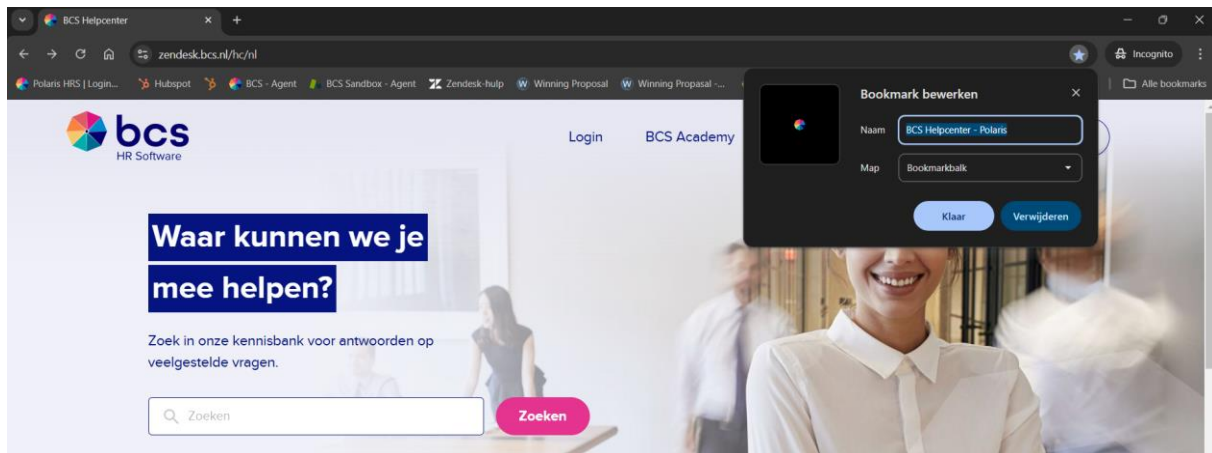 BCS Helpcenter
zendesk.bcs.nl/hc/nl
Incognito
Polaris HRS | Login...
Hubspot
BCS - Agent
BCS Sandbox - Agent
Zendesk-hulp
Winning Proposal
Winning Propasal -...
Alle bookmarks
bcs
HR Software
Login
BCS Academy
Bookmark bewerken
Naam
BCS Helpcenter - Polaris
Map
Bookmarkbalk
Klaar
Verwijderen
Waar kunnen we je
mee helpen?
Zoek in onze kennisbank voor antwoorden op
veelgestelde vragen.
Zoeken
Zoeken